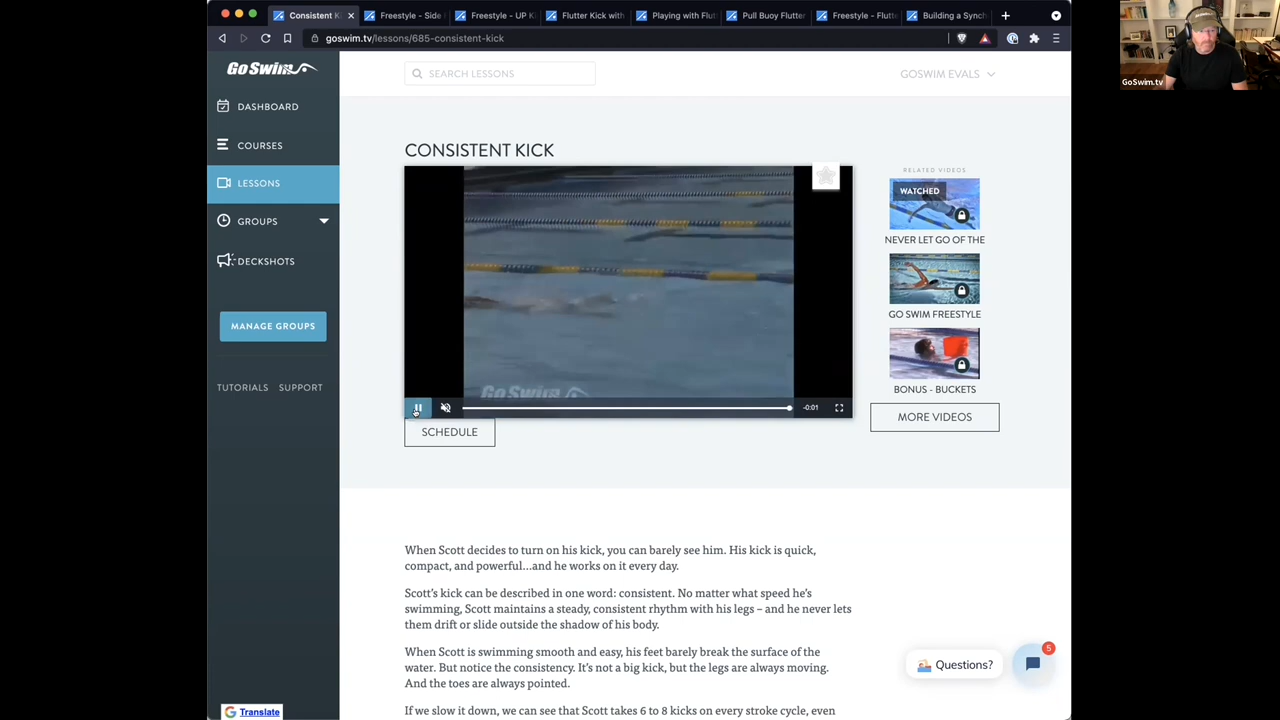 Consistent K
Freestyle - Side
Freestyle - UP K
Flutter Kick with
Playing with Flut
Pull Buoy Flutter
Freestyle - Flutte
Building a Synch
goswim.tv/lessons/685-consistent-kick
GoSwim
SEARCH LESSONS
GOSWIM EVALS
GoSwim.tv
DASHBOARD
COURSES
LESSONS
GROUPS
DECKSHOTS
MANAGE GROUPS
TUTORIALS SUPPORT
CONSISTENT KICK
GoSwim
-0:01
SCHEDULE
RELATED VIDEOS
WATCHED
NEVER LET GO OF THE
GO SWIM FREESTYLE
BONUS - BUCKETS
MORE VIDEOS
When Scott decides to turn on his kick, you can barely see him. His kick is quick,
compact, and powerful...and he works on it every day.
Scott's kick can be described in one word: consistent. No matter what speed he's
swimming, Scott maintains a steady, consistent rhythm with his legs – and he never lets
them drift or slide outside the shadow of his body.
When Scott is swimming smooth and easy, his feet barely break the surface of the
water. But notice the consistency. It's not a big kick, but the legs are always moving.
And the toes are always pointed.
If we slow it down, we can see that Scott takes 6 to 8 kicks on every stroke cycle, even
Questions?
5
Translate